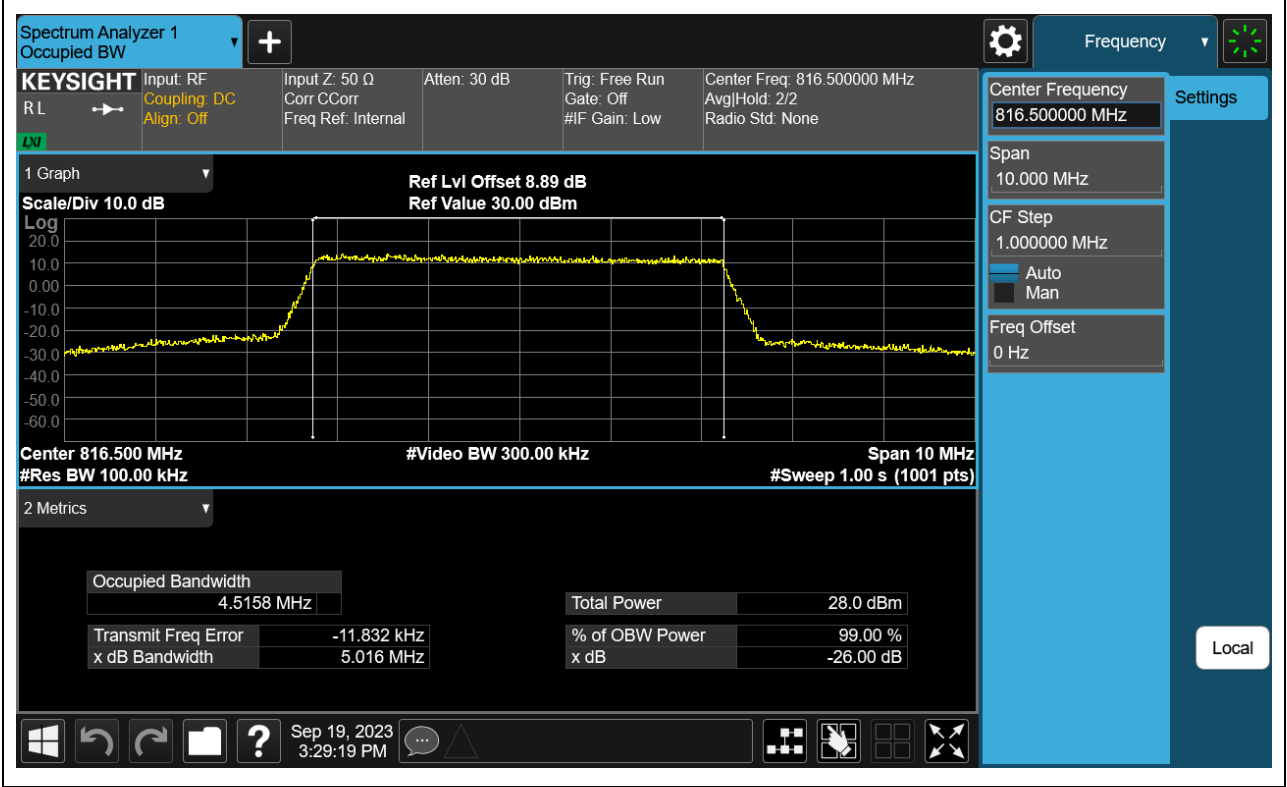 Spectrum Analyzer 1
Occupied BW
+
Frequency
KEYSIGHT
R L
LXI
Input: RF
Coupling: DC
Align: Off
Input Z: 50 Ω
Corr CCorr
Freq Ref: Internal
Atten: 30 dB
Trig: Free Run
Gate: Off
#IF Gain: Low
Center Freq: 816.500000 MHz
Avg|Hold: 2/2
Radio Std: None
Center Frequency
816.500000 MHz
Settings
Span
10.000 MHz
CF Step
1.000000 MHz
Auto
Man
Freq Offset
0 Hz
Local
1 Graph
Scale/Div 10.0 dB
Ref Lvl Offset 8.89 dB
Ref Value 30.00 dBm
Log
20.0
10.0
0.00
-10.0
-20.0
-30.0
-40.0
-50.0
-60.0
Center 816.500 MHz
#Video BW 300.00 kHz
Span 10 MHz
#Res BW 100.00 kHz
#Sweep 1.00 s (1001 pts)
2 Metrics
Occupied Bandwidth
4.5158 MHz
Total Power 28.0 dBm
Transmit Freq Error -11.832 kHz
% of OBW Power 99.00 %
x dB Bandwidth 5.016 MHz
x dB -26.00 dB
?
Sep 19, 2023
3:29:19 PM